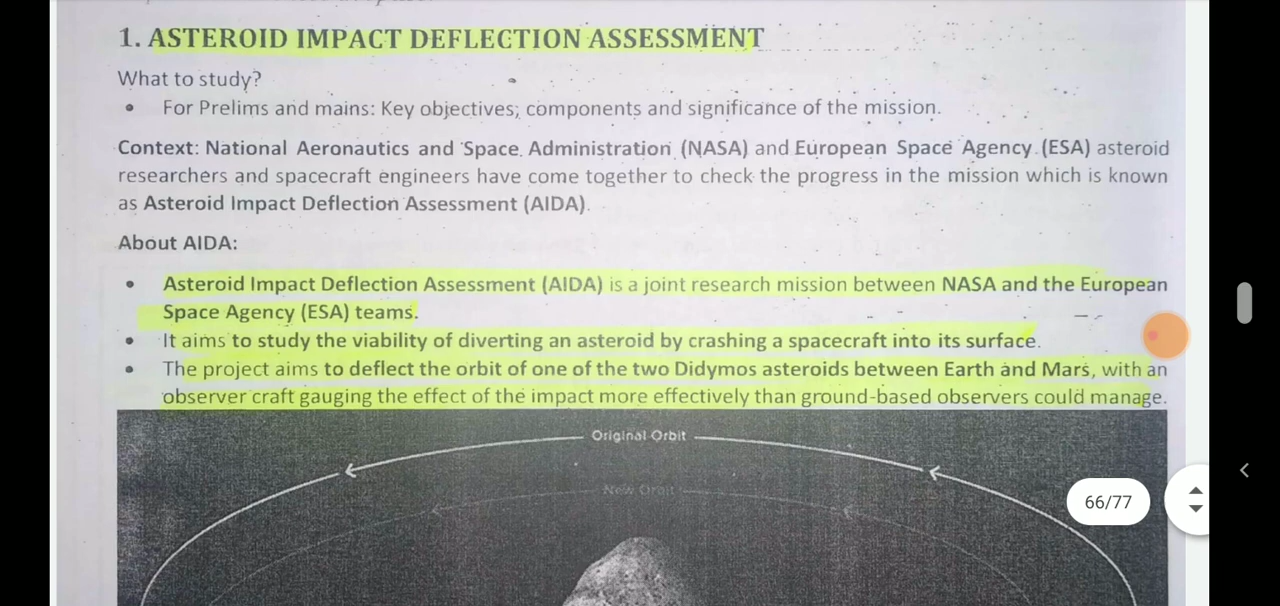 1. ASTEROID IMPACT DEFLECTION ASSESSMENT
What to study?
• For Prelims and mains: Key objectives; components and significance of the mission.
Context: National Aeronautics and Space Administration (NASA) and European Space Agency (ESA) asteroid
researchers and spacecraft engineers have come together to check the progress in the mission which is known
as Asteroid Impact Deflection Assessment (AIDA).
About AIDA:
• Asteroid Impact Deflection Assessment (AIDA) is a joint research mission between NASA and the European
Space Agency (ESA) teams.
• It aims to study the viability of diverting an asteroid by crashing a spacecraft into its surface.
• The project aims to deflect the orbit of one of the two Didymos asteroids between Earth and Mars, with an
observer craft gauging the effect of the impact more effectively than ground-based observers could manage.
Original Orbit
New Orbit
66/77